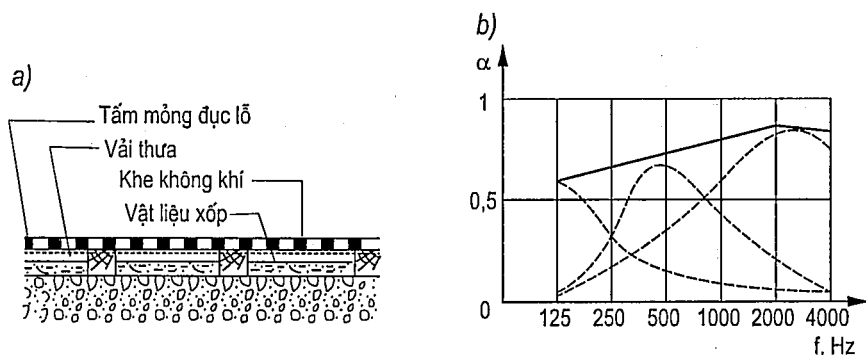 a)
Tấm mỏng đục lỗ
Vải thưa
Khe không khí
Vật liệu xốp
b)
α
1
0,5
0
125 250 500 1000 2000 4000
f, Hz